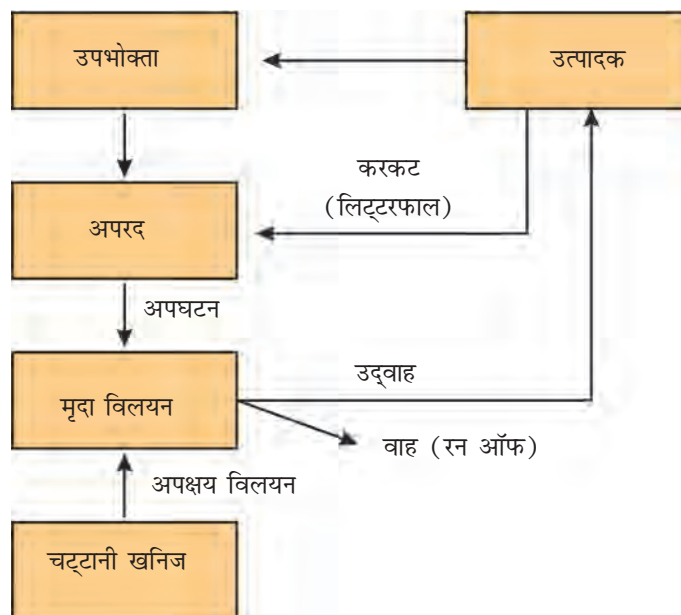 उपभोक्ता
उत्पादक
करकट
(लिट्टरफाल)
अपरद
अपघटन
मृदा विलयन
उद्वाह
वाह (रन ऑफ)
अपक्षय विलयन
चट्टानी खनिज